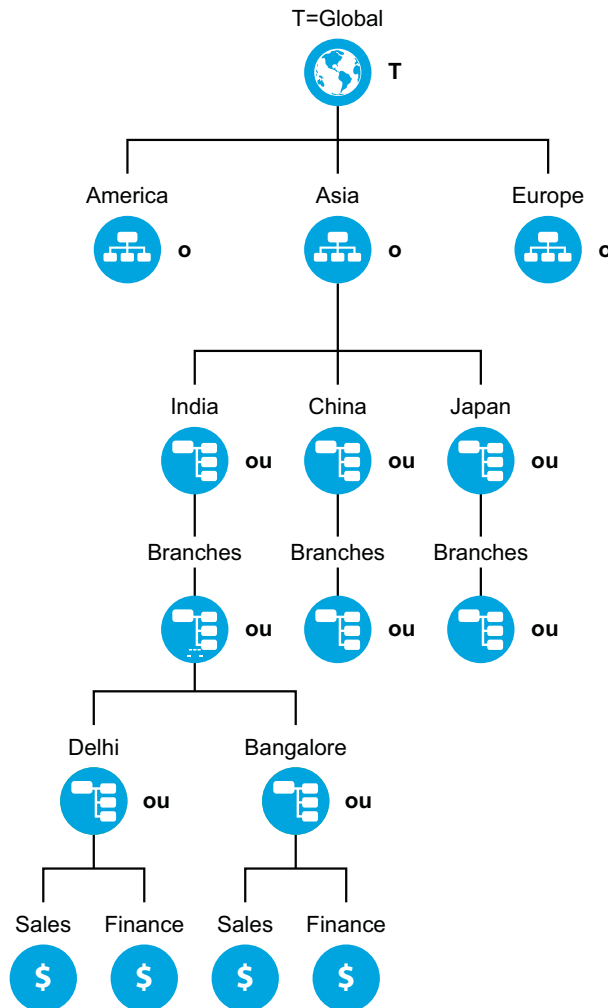 T=Global
T
America Asia Europe
o o o
India China Japan
ou ou ou
Branches Branches Branches
ou ou ou
Delhi Bangalore
ou ou
Sales Finance Sales Finance
$ $ $ $